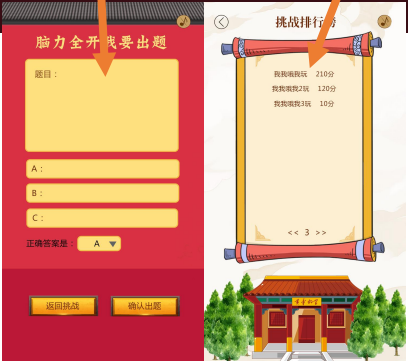 脑力全开我要出题
题目：
A：
B：
C：
正确答案是： A
返回挑战
确认出题
挑战排行榜
我我哦我玩 210分
我我哦我2玩 120分
我我哦我3玩 10分
<< 3 >>